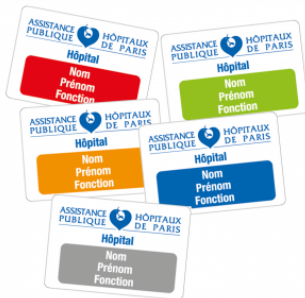 ASSISTANCE HÔPITAUX
PUBLIQUE DE PARIS
Hôpital
Nom
Prénom
Fonction
ASSISTANCE HÔPITAUX
PUBLIQUE DE PARIS
Hôpital
Nom
Prénom
Fonction
ASSISTANCE HÔPITAUX
PUBLIQUE DE PARIS
Hôpital
Nom
Prénom
Fonction
ASSISTANCE HÔPITAUX
PUBLIQUE DE PARIS
Hôpital
Nom
Prénom
Fonction
ASSISTANCE HÔPITAUX
PUBLIQUE DE PARIS
Hôpital
Nom
Prénom
Fonction